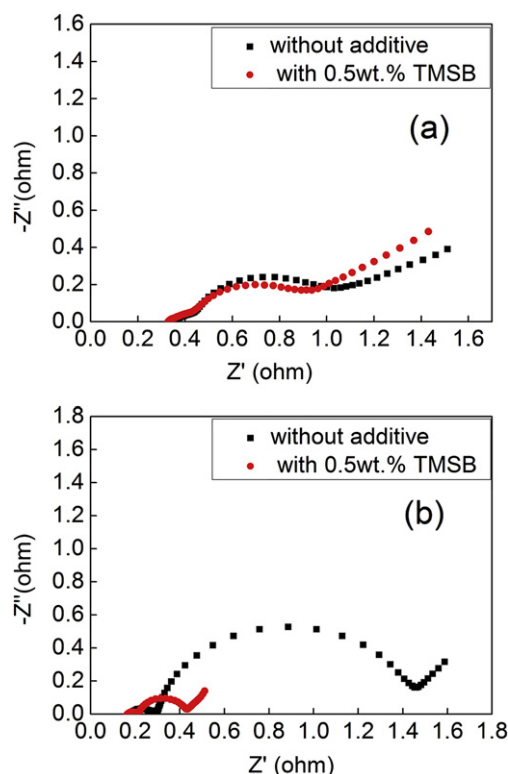 1.6
without additive
with 0.5wt.% TMSB
1.4
1.2
(a)
1.0
0.8
-Z''(ohm)
0.6
0.4
0.2
0.0
0.0 0.2 0.4 0.6 0.8 1.0 1.2 1.4 1.6
Z' (ohm)
1.8
without additive
1.6
with 0.5wt.% TMSB
1.4
1.2
(b)
1.0
-Z''(ohm)
0.8
0.6
0.4
0.2
0.0
0.0 0.2 0.4 0.6 0.8 1.0 1.2 1.4 1.6 1.8
Z' (ohm)